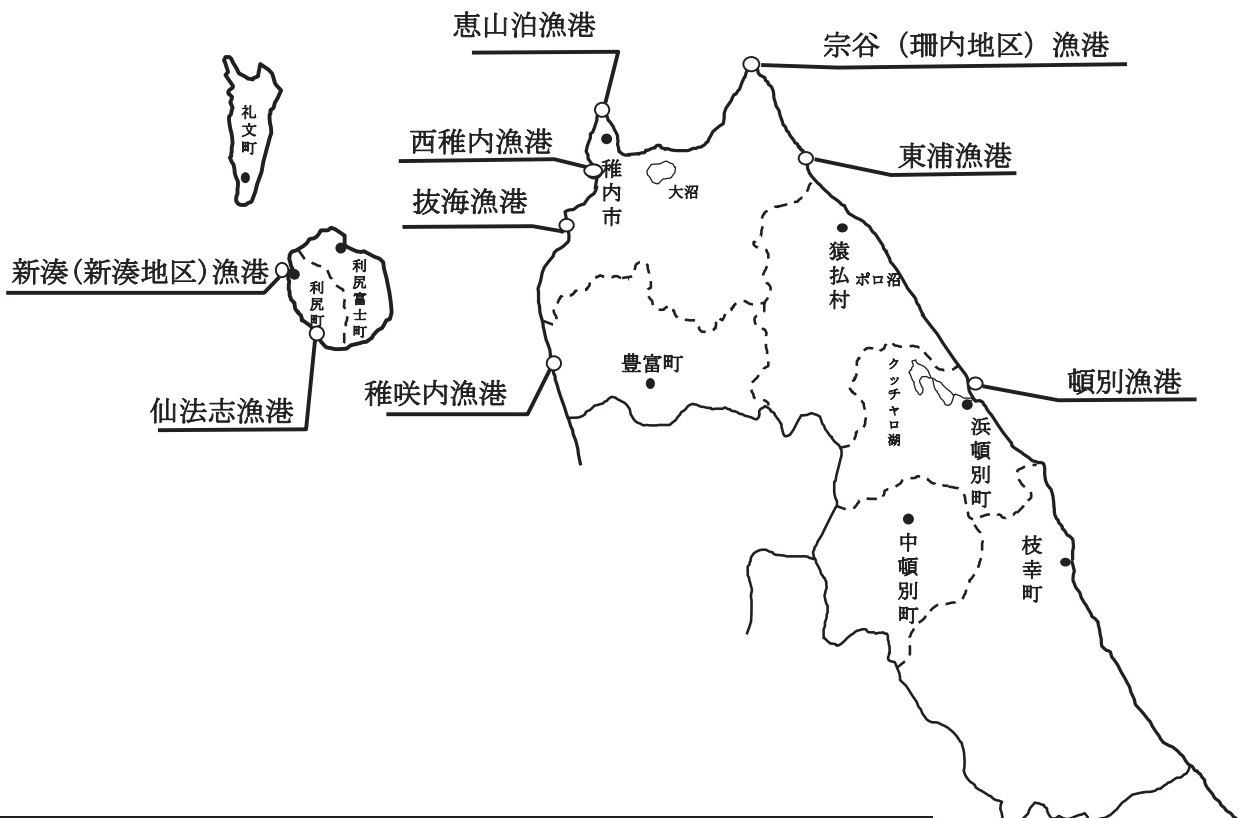 恵山泊漁港
宗谷（珊内地区）漁港
礼文町
西稚内漁港
東浦漁港
稚内市
大沼
抜海漁港
猿払村
ポロ沼
新湊(新湊地区)漁港
利尻富士町
利尻町
豊富町
クッチャロ湖
頓別漁港
稚咲内漁港
仙法志漁港
浜頓別町
中頓別町
枝幸町